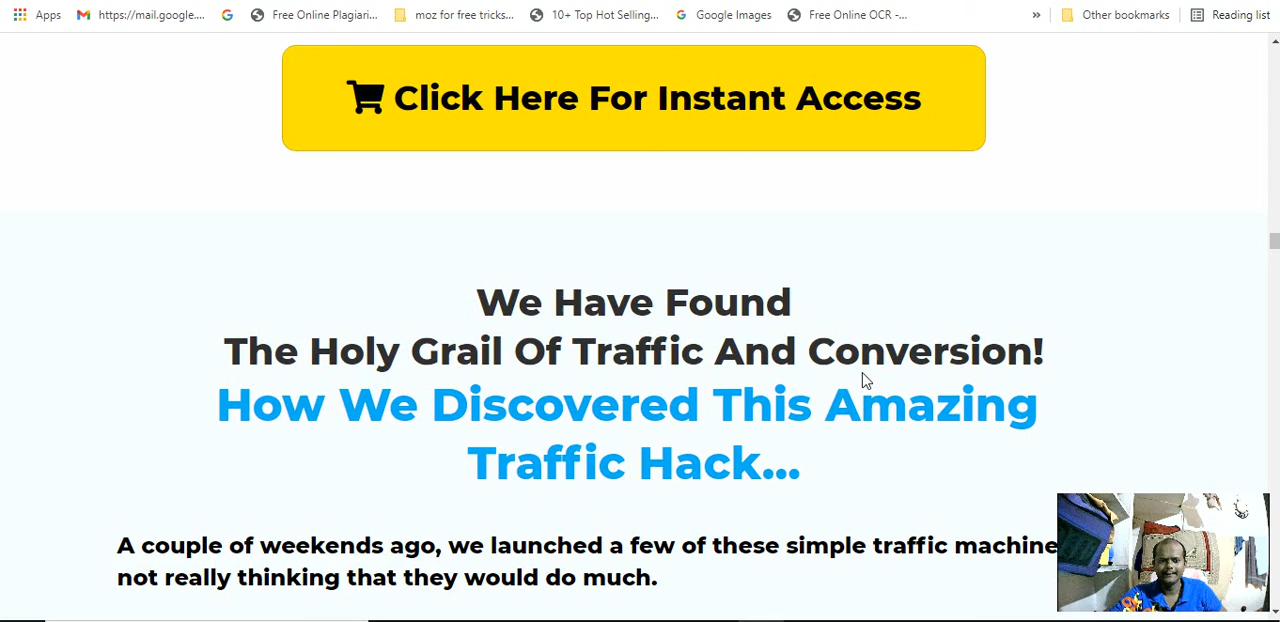 Apps https://mail.google.... Free Online Plagiari... moz for free tricks... 10+ Top Hot Selling... Google Images Free Online OCR -... » Other bookmarks Reading list
Click Here For Instant Access
We Have Found
The Holy Grail Of Traffic And Conversion!
How We Discovered This Amazing
Traffic Hack...
A couple of weekends ago, we launched a few of these simple traffic machine
not really thinking that they would do much.